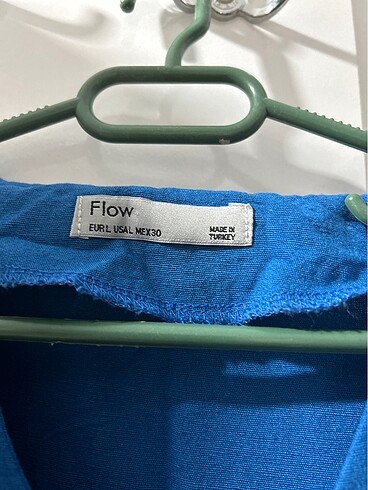 Flow
EUR L USA L MEX 30
MADE IN
TURKEY